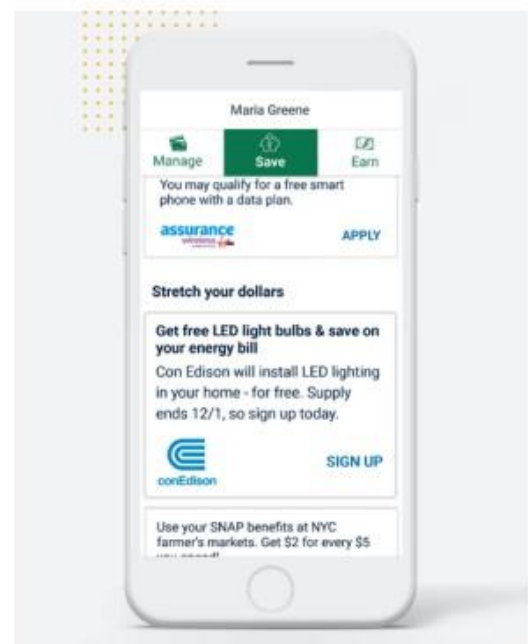 Maria Greene
Manage Save Earn
You may qualify for a free smart
phone with a data plan.
assurance
wireless
APPLY
Stretch your dollars
Get free LED light bulbs & save on
your energy bill
Con Edison will install LED lighting
in your home - for free. Supply
ends 12/1, so sign up today.
conEdison
SIGN UP
Use your SNAP benefits at NYC
farmer's markets. Get $2 for every $5